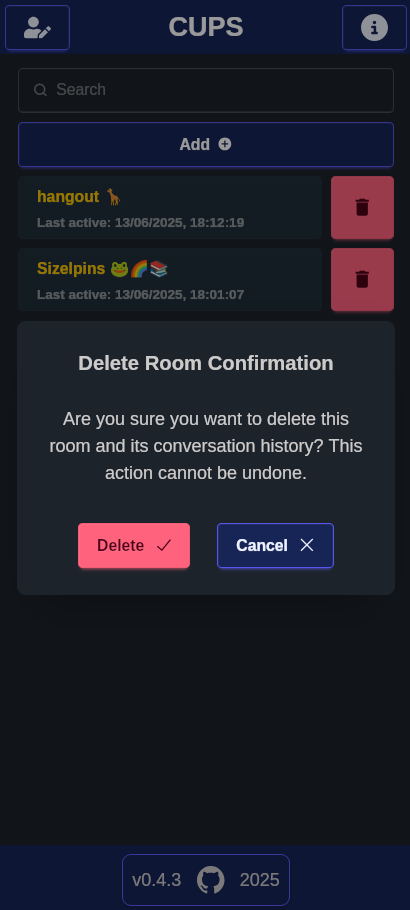 CUPS
Search
Add
hangout 🦒
Last active: 13/06/2025, 18:12:19
Sizelpins 🐸🌈📚
Last active: 13/06/2025, 18:01:07
Delete Room Confirmation
Are you sure you want to delete this
room and its conversation history? This
action cannot be undone.
Delete
Cancel
v0.4.3 2025